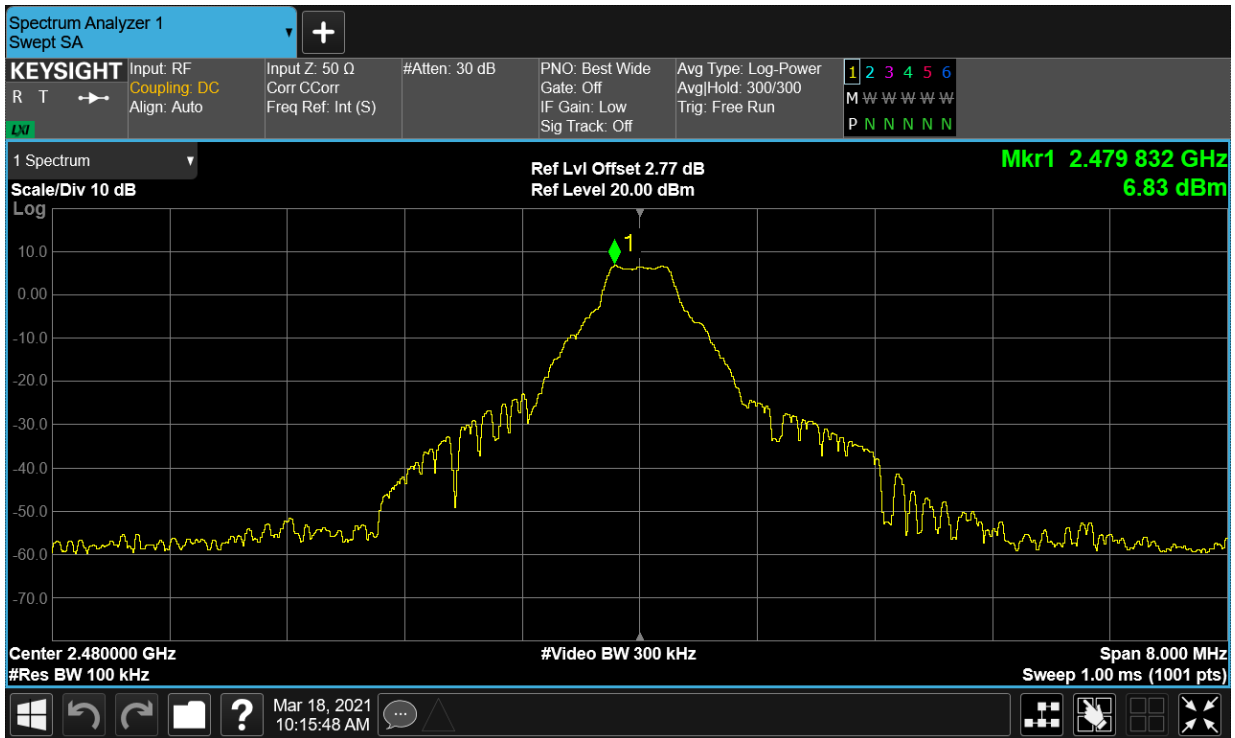 Spectrum Analyzer 1
Swept SA
KEYSIGHT
R T
LXI
Input: RF
Coupling: DC
Align: Auto
Input Z: 50 Ω
Corr CCorr
Freq Ref: Int (S)
#Atten: 30 dB
PNO: Best Wide
Gate: Off
IF Gain: Low
Sig Track: Off
Avg Type: Log-Power
Avg|Hold: 300/300
Trig: Free Run
1 2 3 4 5 6
M W W W W W
P N N N N N
1 Spectrum
Scale/Div 10 dB
Log
Ref Lvl Offset 2.77 dB
Ref Level 20.00 dBm
Mkr1 2.479 832 GHz
6.83 dBm
1
10.0
0.00
-10.0
-20.0
-30.0
-40.0
-50.0
-60.0
-70.0
Center 2.480000 GHz
#Video BW 300 kHz
Span 8.000 MHz
#Res BW 100 kHz
Sweep 1.00 ms (1001 pts)
?
Mar 18, 2021
10:15:48 AM